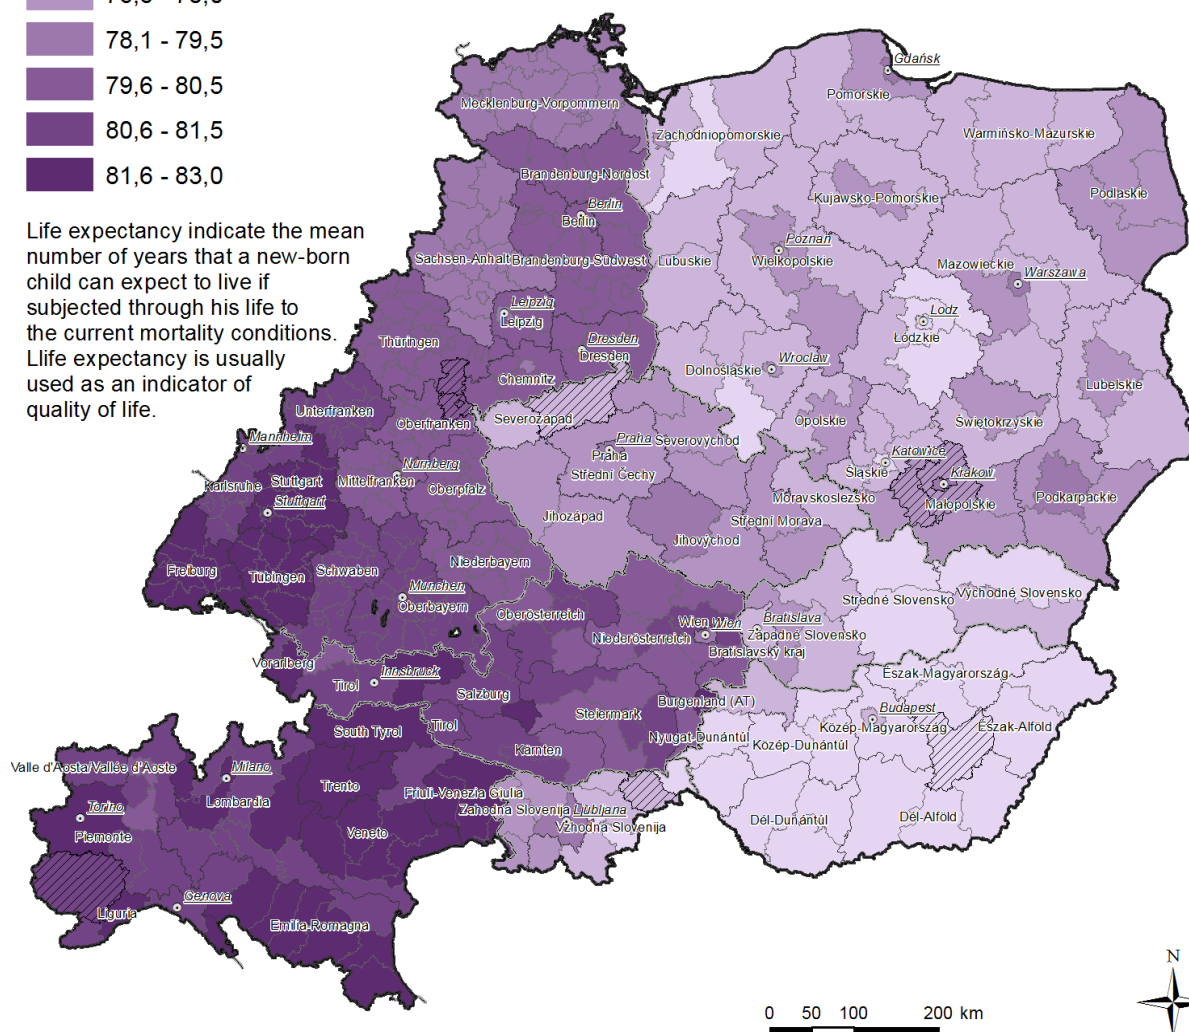 78,1 - 79,5
79,6 - 80,5
80,6 - 81,5
81,6 - 83,0
Life expectancy indicate the mean
number of years that a new-born
child can expect to live if
subjected through his life to
the current mortality conditions.
Llife expectancy is usually
used as an indicator of
quality of life.
Gdańsk
Pomorskie
Mecklenburg-Vorpommern
Zachodniopomorskie
Warmińsko-Mazurskie
Brandenburg-Nordost
Podlaskie
Kujawsko-Pomorskie
Berlin
Berlin
Poznań
Wielkopolskie
Sachsen-Anhalt
Brandenburg-Südwest
Lubuskie
Mazowieckie
Warszawa
Leipzig
Leipzig
Lodz
Łódzkie
Thüringen
Dresden
Dresden
Wrocław
Dolnośląskie
Chemnitz
Lubelskie
Unterfranken
Oberfranken
Severozápad
Opolskie
Świętokrzyskie
Mannheim
Praha
Severovýchod
Praha
Katowice
Śląskie
Nürnberg
Mittelfranken
Stuttgart
Karlsruhe
Oberpfalz
Střední Čechy
Kraków
Małopolskie
Moravskoslezsko
Podkarpackie
Stuttgart
Jihozápad
Střední Morava
Jihovýchod
Freiburg
Tübingen
Schwaben
Niederbayern
München
Oberbayern
Oberösterreich
Stredné Slovensko
Východné Slovensko
Wien
Wien
Bratislava
Niederösterreich
Západné Slovensko
Bratislavský kraj
Vorarlberg
Innsbruck
Tirol
Salzburg
Észak-Magyarország
Burgenland (AT)
Steiermark
Budapest
South Tyrol
Tirol
Közép-Magyarország
Észak-Alföld
Nyugat-Dunántúl
Közép-Dunántúl
Kärnten
Valle d'Aosta/Vallée d'Aoste
Milano
Trento
Friuli-Venezia Giulia
Lombardia
Torino
Piemonte
Zahodna Slovenija
Ljubljana
Vzhodna Slovenija
Veneto
Dél-Dunántúl
Dél-Alföld
Genova
Liguria
Emilia-Romagna
N
0 50 100 200 km